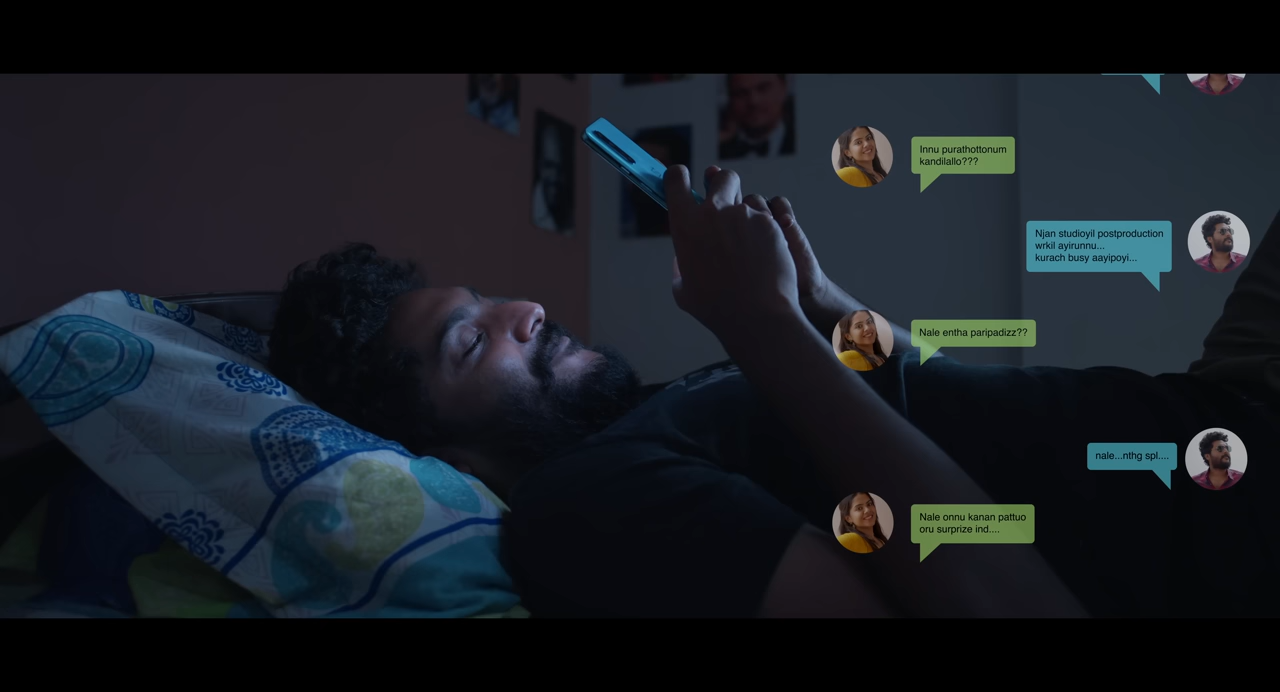 Innu purathottonum
kandilallo???
Njan studioyil postproduction
wrkil ayirunnu...
kurach busy aayipoyi...
Nale entha paripadizz??
nale...nthg spl....
Nale onnu kanan pattuo
oru surprize ind....